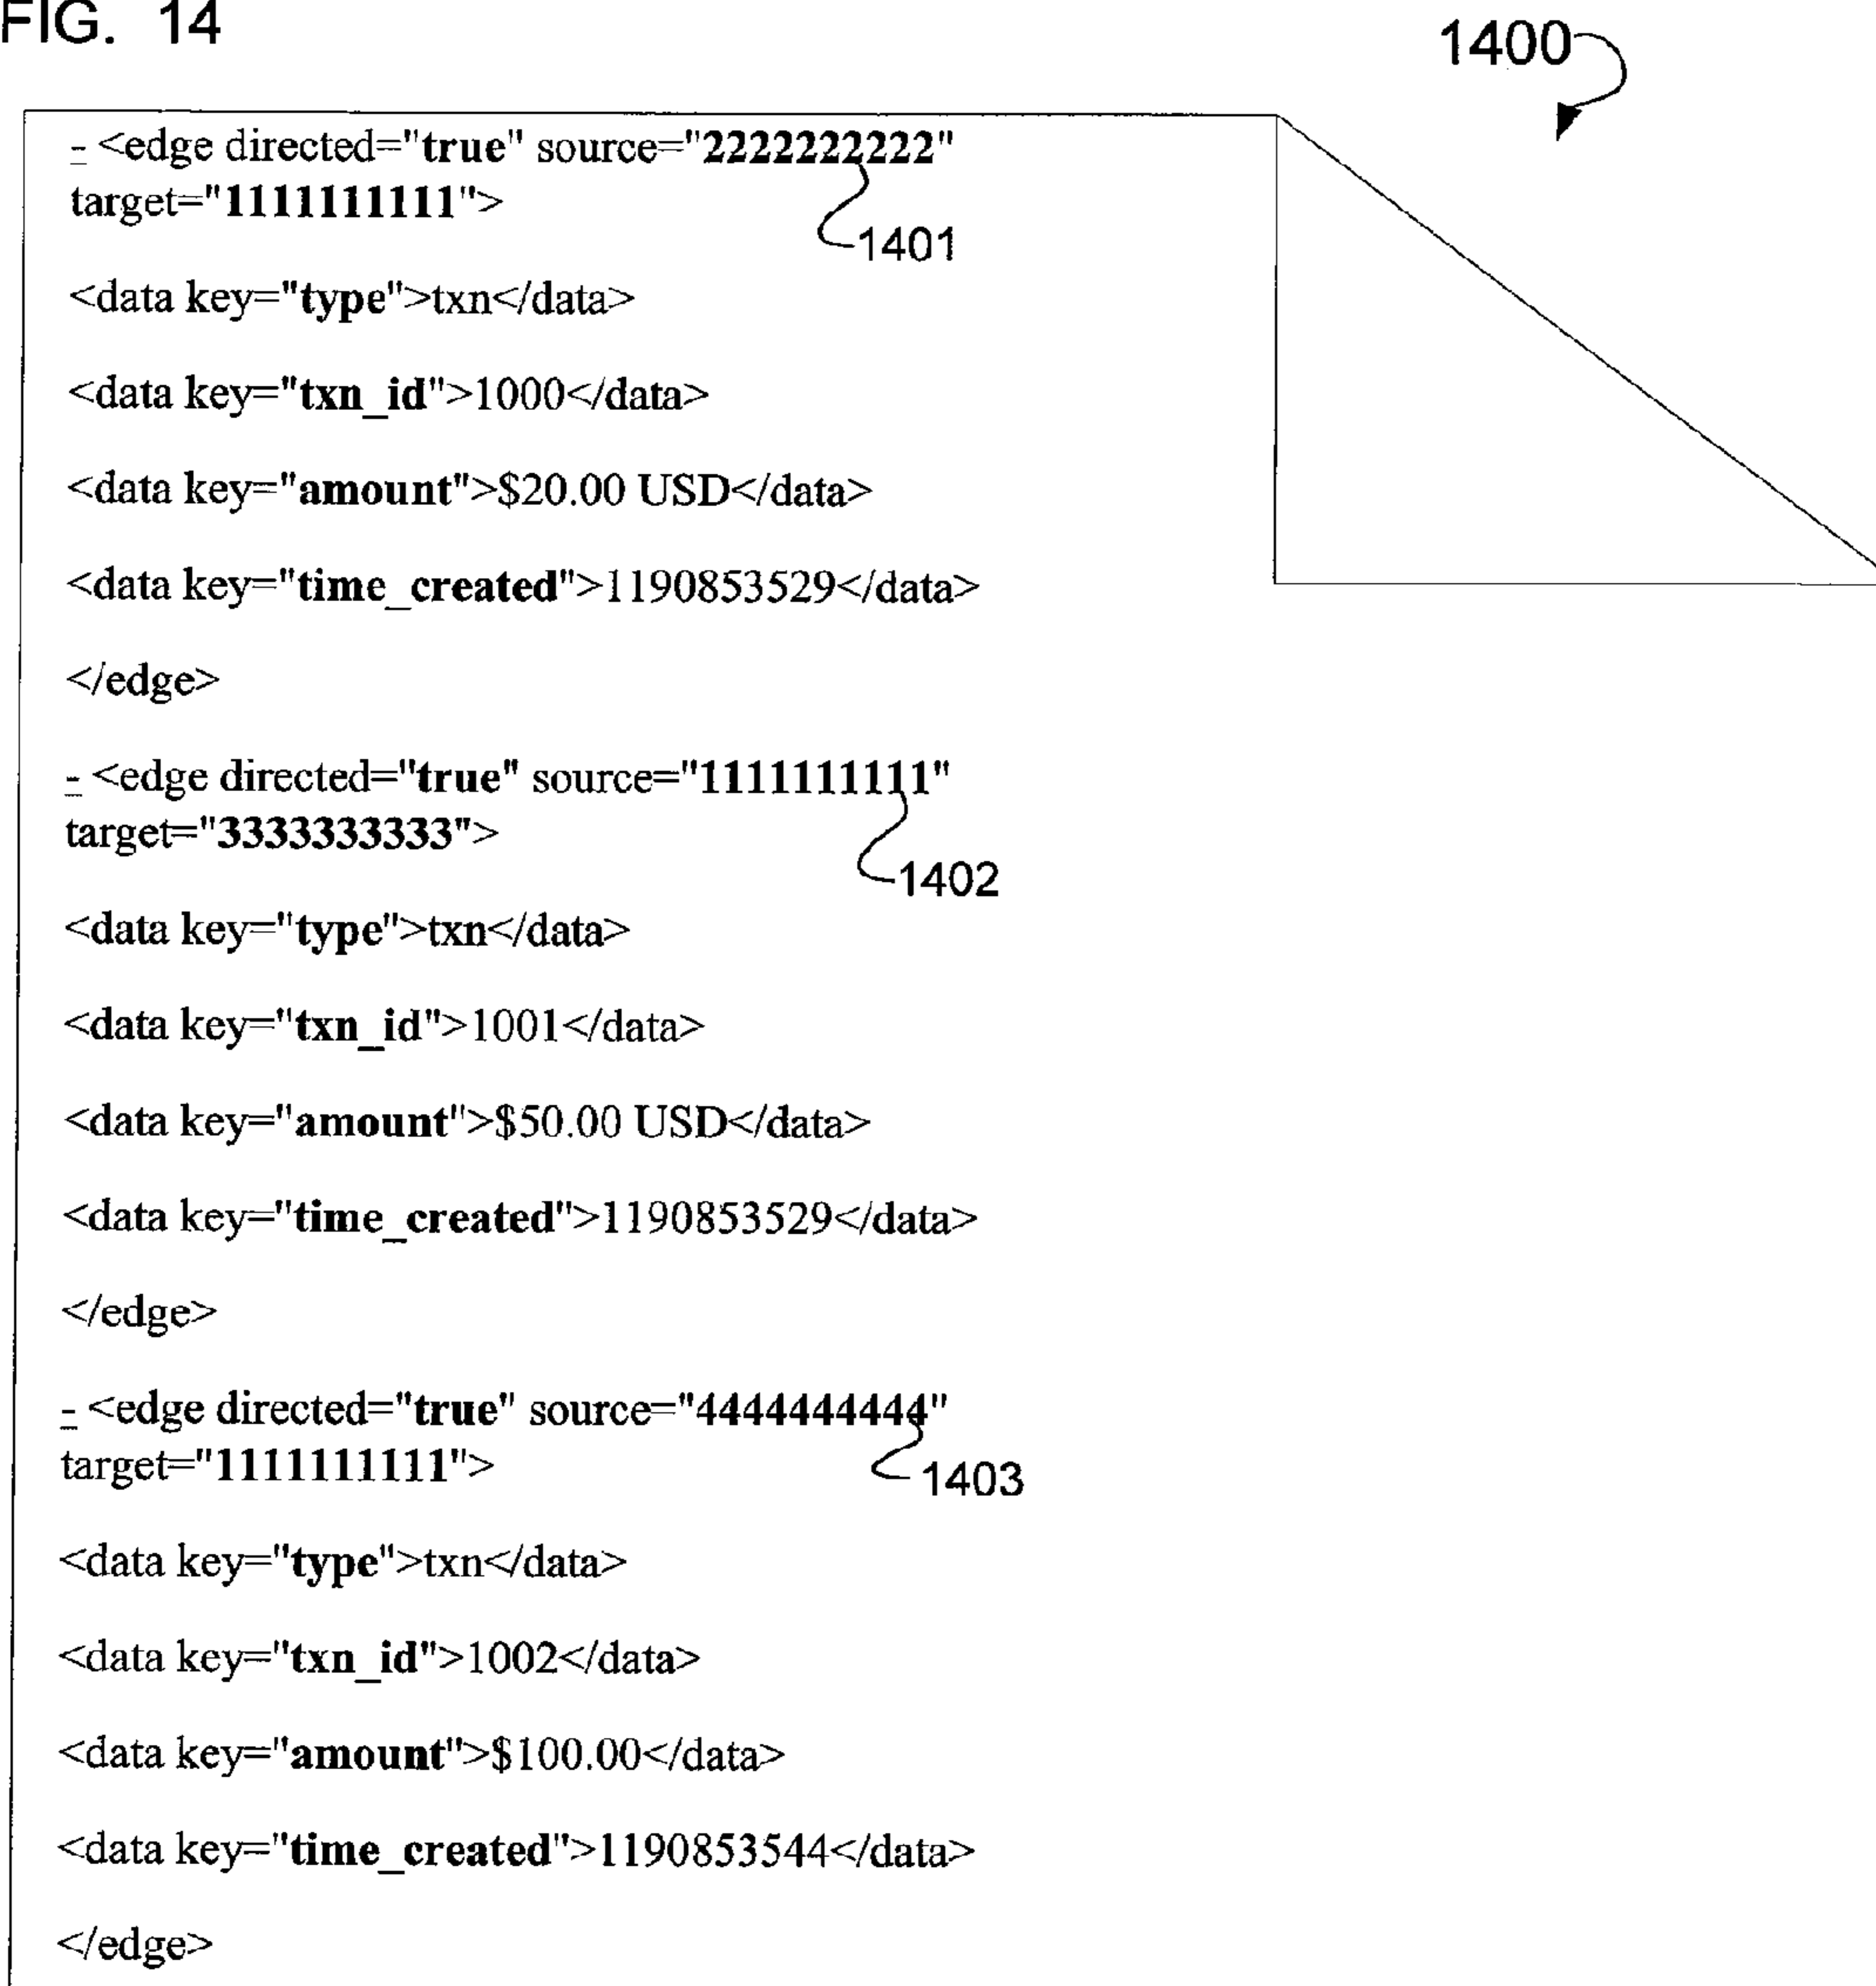 FIG. 14
1400
- <edge directed="true" source="2222222222"
target="1111111111">
1401
<data key="type">txn</data>
<data key="txn_id">1000</data>
<data key="amount">$20.00 USD</data>
<data key="time_created">1190853529</data>
</edge>
- <edge directed="true" source="1111111111"
target="3333333333">
1402
<data key="type">txn</data>
<data key="txn_id">1001</data>
<data key="amount">$50.00 USD</data>
<data key="time_created">1190853529</data>
</edge>
- <edge directed="true" source="4444444444"
target="1111111111">
1403
<data key="type">txn</data>
<data key="txn_id">1002</data>
<data key="amount">$100.00</data>
<data key="time_created">1190853544</data>
</edge>